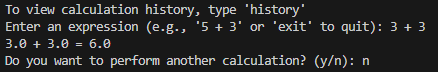 To view calculation history, type 'history'
Enter an expression (e.g., '5 + 3' or 'exit' to quit): 3 + 3
3.0 + 3.0 = 6.0
Do you want to perform another calculation? (y/n): n